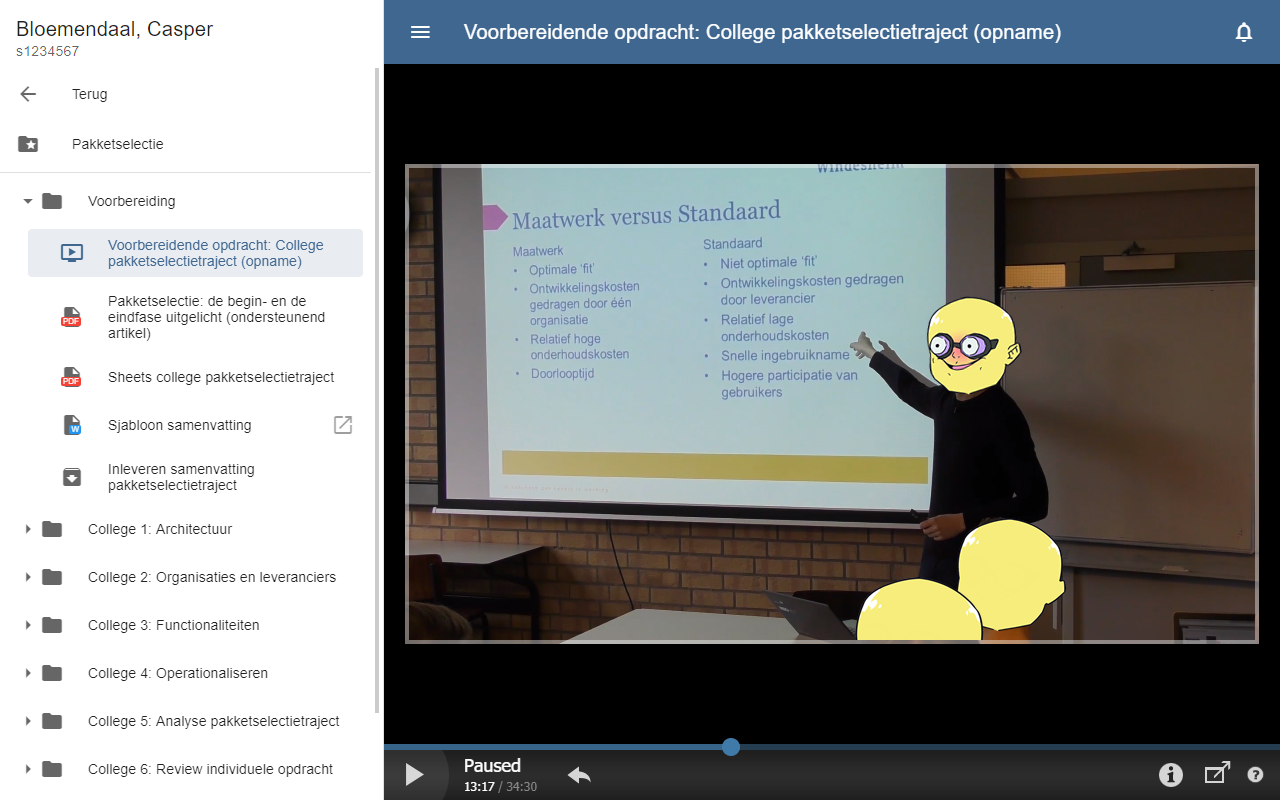 Bloemendaal, Casper
s1234567
Terug
Pakketselectie
Voorbereiding
Voorbereidende opdracht: College
pakketselectietraject (opname)
Pakketselectie: de begin- en de
eindfase uitgelicht (ondersteunend
artikel)
Sheets college pakketselectietraject
Sjabloon samenvatting
Inleveren samenvatting
pakketselectietraject
College 1: Architectuur
College 2: Organisaties en leveranciers
College 3: Functionaliteiten
College 4: Operationaliseren
College 5: Analyse pakketselectietraject
College 6: Review individuele opdracht
PDF
PDF
W
Voorbereidende opdracht: College pakketselectietraject (opname)
Windesheim
Maatwerk versus Standaard
Maatwerk
• Optimale ‘fit’
• Ontwikkelingskosten
gedragen door één
organisatie
• Relatief hoge
onderhoudskosten
• Doorlooptijd
Standaard
• Niet optimale ‘fit’
• Ontwikkelingskosten gedragen
door leverancier
• Relatief lage
onderhoudskosten
• Snelle ingebruikname
• Hogere participatie van
gebruikers
Paused
13:17 / 34:30